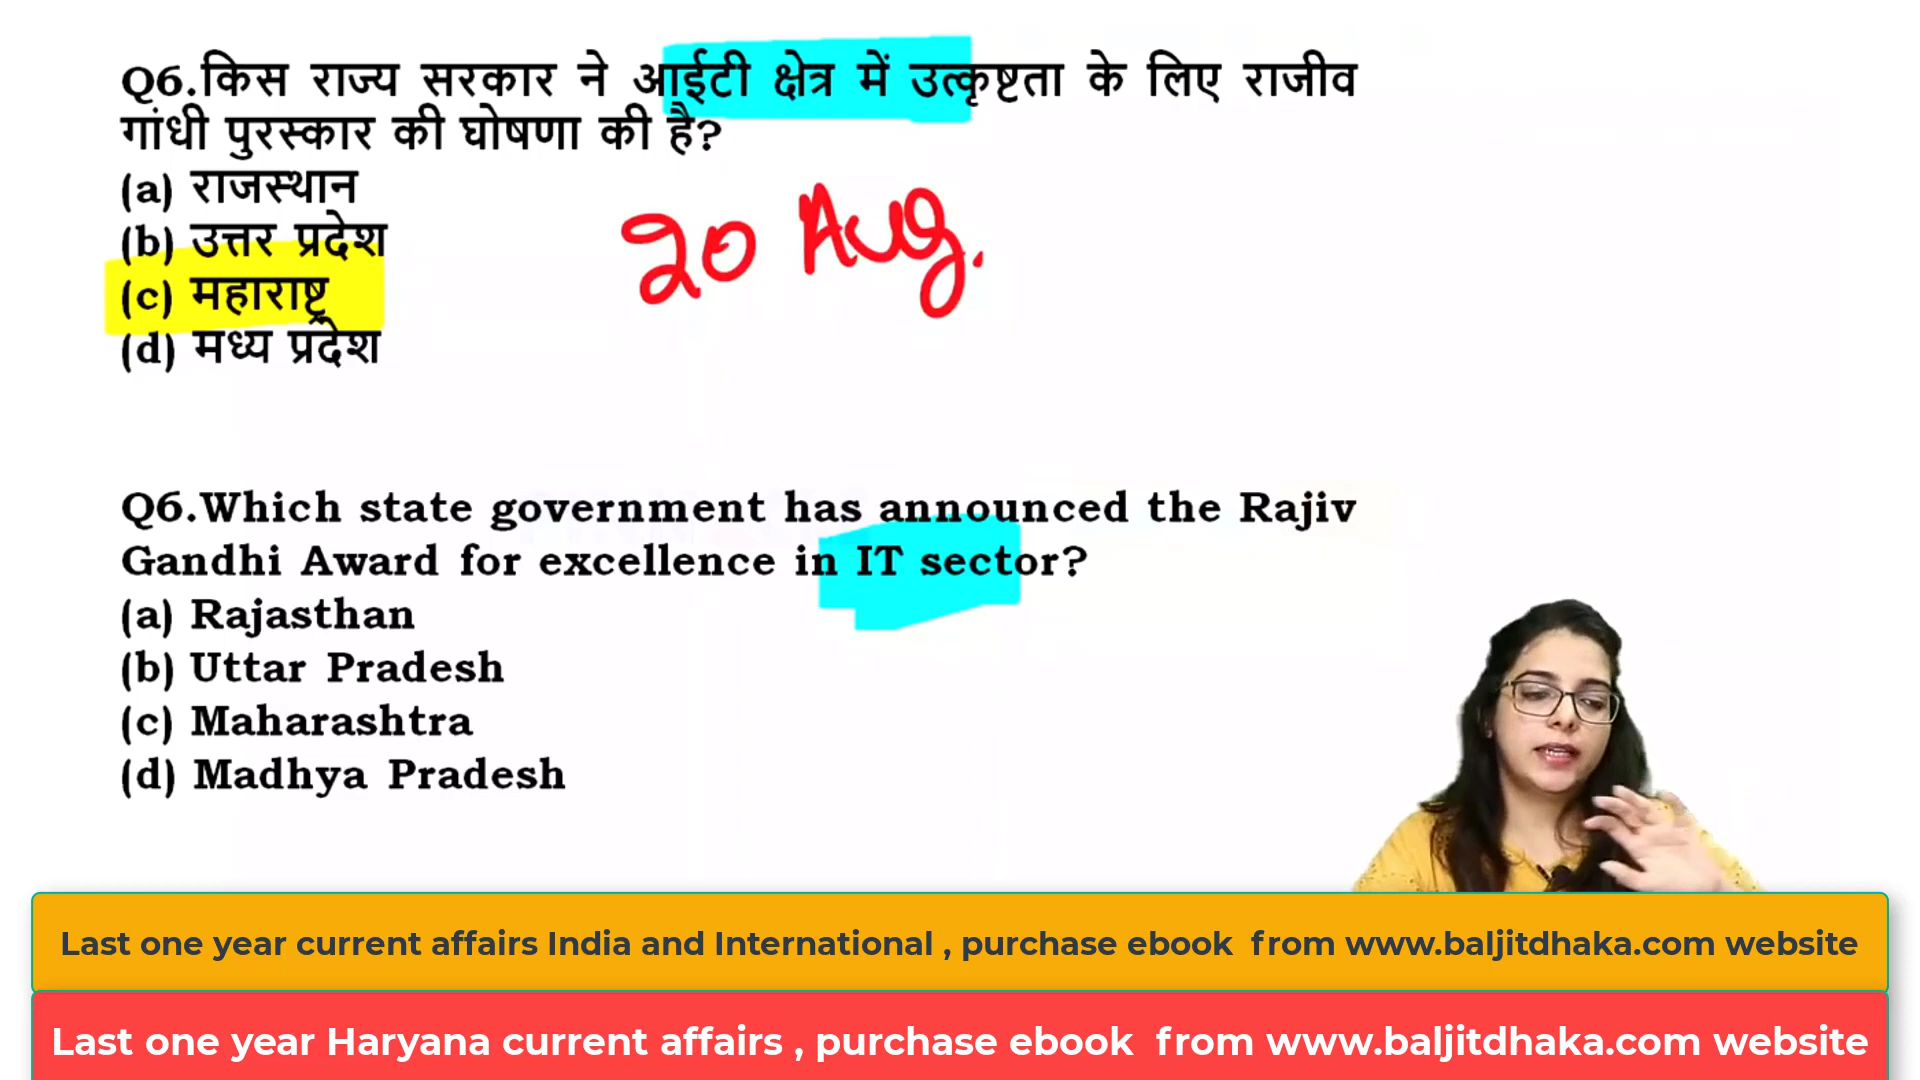 Q6.किस राज्य सरकार ने आईटी क्षेत्र में उत्कृष्टता के लिए राजीव
गांधी पुरस्कार की घोषणा की है?
(a) राजस्थान
(b) उत्तर प्रदेश
(c) महाराष्ट्र
(d) मध्य प्रदेश
20 Aug.
Q6.Which state government has announced the Rajiv
Gandhi Award for excellence in IT sector?
(a) Rajasthan
(b) Uttar Pradesh
(c) Maharashtra
(d) Madhya Pradesh
Last one year current affairs India and International , purchase ebook from www.baljitdhaka.com website
Last one year Haryana current affairs , purchase ebook from www.baljitdhaka.com website